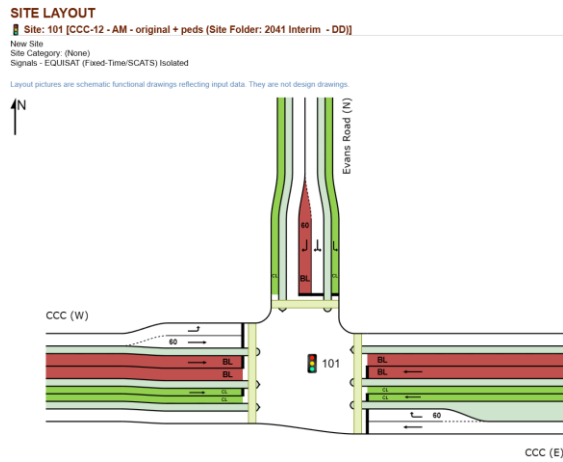 SITE LAYOUT
Site: 101 [CCC-12 - AM - original + peds (Site Folder: 2041 Interim - DD)]
New Site
Site Category: (None)
Signals - EQUISAT (Fixed-Time/SCATS) Isolated
Layout pictures are schematic functional drawings reflecting input data. They are not design drawings.
N
Evans Road (N)
60
CL
BL
CL
CCC (W)
60
BL
BL
CL
CL
101
BL
BL
CL
CL
60
CCC (E)